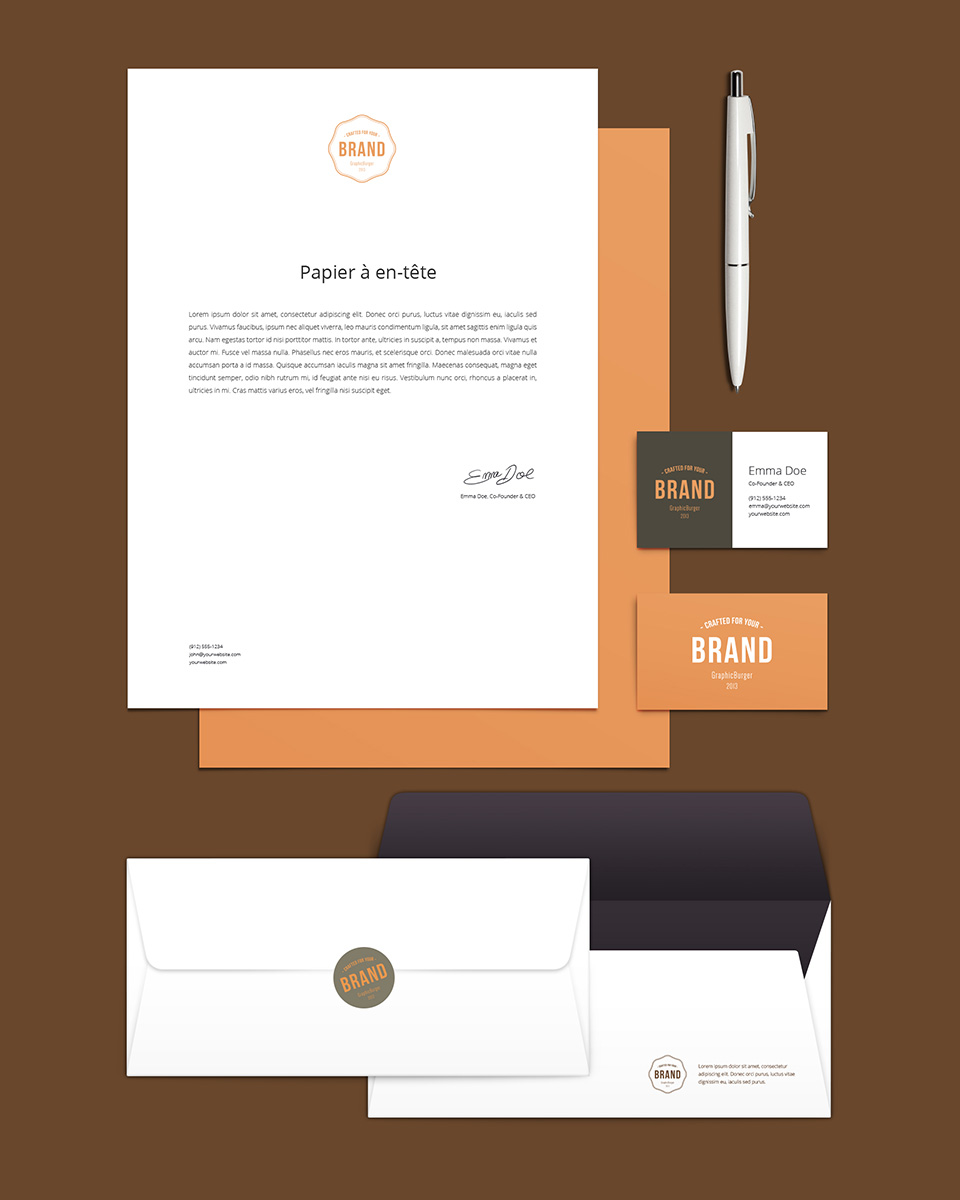 - CRAFTED FOR YOUR -
BRAND
GraphicBurger
2013
Papier à en-tête
Lorem ipsum dolor sit amet, consectetur adipiscing elit. Donec orci purus, luctus vitae dignissim eu, iaculis sed
purus. Vivamus faucibus, ipsum nec aliquet viverra, leo mauris condimentum ligula, sit amet sagittis enim ligula quis
arcu. Nam egestas tortor id nisi porttitor mattis. In tortor ante, ultricies in suscipit a, tempus non massa. Vivamus et
auctor mi. Fusce vel massa nulla. Phasellus nec eros mauris, et scelerisque orci. Donec malesuada orci vitae nulla
accumsan porta a id massa. Quisque accumsan iaculis magna sit amet fringilla. Maecenas consequat, magna eget
tincidunt semper, odio nibh rutrum mi, id feugiat ante nisi eu risus. Vestibulum nunc orci, rhoncus a placerat in,
ultricies in mi. Cras mattis varius eros, vel fringilla nisi suscipit eget.
Emma Doe
Emma Doe, Co-Founder & CEO
(912) 555-1234
john@yourwebsite.com
yourwebsite.com
- CRAFTED FOR YOUR -
BRAND
GraphicBurger
2013
Emma Doe
Co-Founder & CEO
(912) 555-1234
emma@yourwebsite.com
yourwebsite.com
- CRAFTED FOR YOUR -
BRAND
GraphicBurger
2013
CRAFTED FOR YOUR
BRAND
GraphicBurger
2013
CRAFTED FOR YOUR
BRAND
Lorem ipsum dolor sit amet, consectetur
adipiscing elit. Donec orci purus, luctus vitae
dignissim eu, iaculis sed purus.